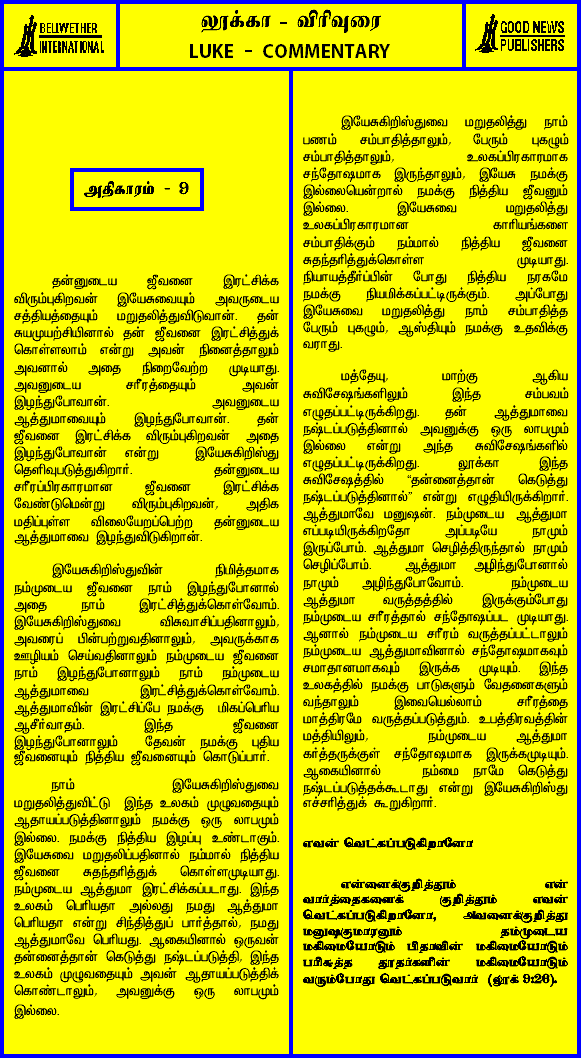 BELWETHER
INTERNATIONAL
லூக்கா - விரிவுரை
LUKE - COMMENTARY
GOOD NEWS
PUBLISHERS
அதிகாரம் - 9
தன்னுடைய ஜீவனை இரட்சிக்க
விரும்புகிறவன் இயேசுவையும் அவருடைய
சத்தியத்தையும் மறுதலித்துவிடுவான். தன்
சுயமுயற்சியினால் தன் ஜீவனை இரட்சித்துக்
கொள்ளலாம் என்று அவன் நினைத்தாலும்
அவனால் அதை நிறைவேற்ற முடியாது.
அவனுடைய சரீரத்தையும் அவன்
இழந்துபோவான். அவனுடைய
ஆத்துமாவையும் இழந்துபோவான். தன்
ஜீவனை இரட்சிக்க விரும்புகிறவன் அதை
இழந்துபோவான் என்று இயேசுகிறிஸ்து
தெளிவுபடுத்துகிறார். தன்னுடைய
சரீரப்பிரகாரமான ஜீவனை இரட்சிக்க
வேண்டுமென்று விரும்புகிறவன், அதிக
மதிப்புள்ள விலையேறப்பெற்ற தன்னுடைய
ஆத்துமாவை இழந்துவிடுகிறான்.
இயேசுகிறிஸ்துவின் நிமித்தமாக
நம்முடைய ஜீவனை நாம் இழந்துபோனால்
அதை நாம் இரட்சித்துக்கொள்வோம்.
இயேசுகிறிஸ்துவை விசுவாசிப்பதினாலும்,
அவரைப் பின்பற்றுவதினாலும், அவருக்காக
ஊழியம் செய்வதினாலும் நம்முடைய ஜீவனை
நாம் இழந்துபோனாலும் நாம் நம்முடைய
ஆத்துமாவை இரட்சித்துக்கொள்வோம்.
ஆத்துமாவின் இரட்சிப்பே நமக்கு மிகப்பெரிய
ஆசீர்வாதம். இந்த ஜீவனை
இழந்துபோனாலும் தேவன் நமக்கு புதிய
ஜீவனையும் நித்திய ஜீவனையும் கொடுப்பார்.
நாம் இயேசுகிறிஸ்துவை
மறுதலித்துவிட்டு இந்த உலகம் முழுவதையும்
ஆதாயப்படுத்தினாலும் நமக்கு ஒரு லாபமும்
இல்லை. நமக்கு நித்திய இழப்பு உண்டாகும்.
இயேசுவை மறுதலிப்பதினால் நம்மால் நித்திய
ஜீவனை சுதந்தரித்துக் கொள்ளமுடியாது.
நம்முடைய ஆத்துமா இரட்சிக்கப்படாது. இந்த
உலகம் பெரியதா அல்லது நமது ஆத்துமா
பெரியதா என்று சிந்தித்துப் பார்த்தால், நமது
ஆத்துமாவே பெரியது. ஆகையினால் ஒருவன்
தன்னைத்தான் கெடுத்து நஷ்டப்படுத்தி, இந்த
உலகம் முழுவதையும் அவன் ஆதாயப்படுத்திக்
கொண்டாலும், அவனுக்கு ஒரு லாபமும்
இல்லை.
இயேசுகிறிஸ்துவை மறுதலித்து நாம்
பணம் சம்பாதித்தாலும், பேரும் புகழும்
சம்பாதித்தாலும், உலகப்பிரகாரமாக
சந்தோஷமாக இருந்தாலும், இயேசு நமக்கு
இல்லையென்றால் நமக்கு நித்திய ஜீவனும்
இல்லை. இயேசுவை மறுதலித்து
உலகப்பிரகாரமான காரியங்களை
சம்பாதிக்கும் நம்மால் நித்திய ஜீவனை
சுதந்தரித்துக்கொள்ள முடியாது.
நியாயத்தீர்ப்பின் போது நித்திய நரகமே
நமக்கு நியமிக்கப்பட்டிருக்கும். அப்போது
இயேசுவை மறுதலித்து நாம் சம்பாதித்த
பேரும் புகழும், ஆஸ்தியும் நமக்கு உதவிக்கு
வராது.
மத்தேயு, மாற்கு ஆகிய
சுவிசேஷங்களிலும் இந்த சம்பவம்
எழுதப்பட்டிருக்கிறது. தன் ஆத்துமாவை
நஷ்டப்படுத்தினால் அவனுக்கு ஒரு லாபமும்
இல்லை என்று அந்த சுவிசேஷங்களில்
எழுதப்பட்டிருக்கிறது. லூக்கா இந்த
சுவிசேஷத்தில் "தன்னைத்தான் கெடுத்து
நஷ்டப்படுத்தினால்" என்று எழுதியிருக்கிறார்.
ஆத்துமாவே மனுஷன். நம்முடைய ஆத்துமா
எப்படியிருக்கிறதோ அப்படியே நாமும்
இருப்போம். ஆத்துமா செழித்திருந்தால் நாமும்
செழிப்போம். ஆத்துமா அழிந்துபோனால்
நாமும் அழிந்துபோவோம். நம்முடைய
ஆத்துமா வருத்தத்தில் இருக்கும்போது
நம்முடைய சரீரத்தால் சந்தோஷப்பட முடியாது.
ஆனால் நம்முடைய சரீரம் வருத்தப்பட்டாலும்
நம்முடைய ஆத்துமாவினால் சந்தோஷமாகவும்
சமாதானமாகவும் இருக்க முடியும். இந்த
உலகத்தில் நமக்கு பாடுகளும் வேதனைகளும்
வந்தாலும் இவையெல்லாம் சரீரத்தை
மாத்திரமே வருத்தப்படுத்தும். உபத்திரவத்தின்
மத்தியிலும், நம்முடைய ஆத்துமா
கர்த்தருக்குள் சந்தோஷமாக இருக்கமுடியும்.
ஆகையினால் நம்மை நாமே கெடுத்து
நஷ்டப்படுத்தக்கூடாது என்று இயேசுகிறிஸ்து
எச்சரித்துக் கூறுகிறார்.
எவன் வெட்கப்படுகிறானோ
என்னைக்குறித்தும் என்
வார்த்தைகளைக் குறித்தும் எவன்
வெட்கப்படுகிறானோ, அவனைக்குறித்து
மனுஷகுமாரனும் தம்முடைய
மகிமையோடும் பிதாவின் மகிமையோடும்
பரிசுத்த தூதர்களின் மகிமையோடும்
வரும்போது வெட்கப்படுவார் (லூக் 9:26).